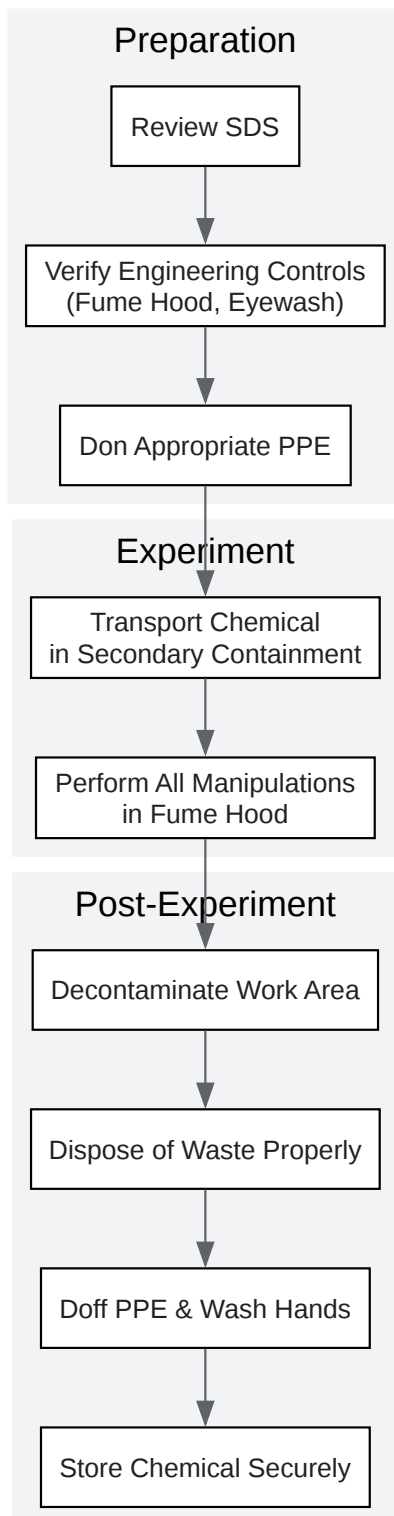 Preparation
Review SDS
Verify Engineering Controls
(Fume Hood, Eyewash)
Don Appropriate PPE
Experiment
Transport Chemical
in Secondary Containment
Perform All Manipulations
in Fume Hood
Post-Experiment
Decontaminate Work Area
Dispose of Waste Properly
Doff PPE & Wash Hands
Store Chemical Securely